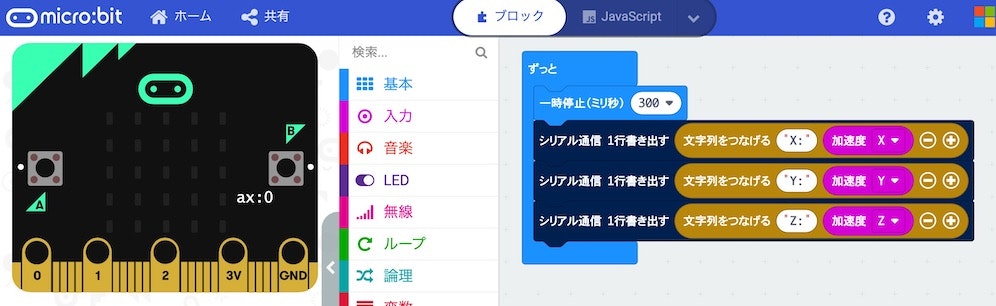 micro:bit ホーム 共有 ブロック JavaScript
検索...
基本
入力
音楽
LED
無線
ループ
論理
変数
B
A
ax:0
0 1 2 3V GND
ずっと
一時停止(ミリ秒) 300
シリアル通信 1行書き出す 文字列をつなげる "X:" 加速度 X
シリアル通信 1行書き出す 文字列をつなげる "Y:" 加速度 Y
シリアル通信 1行書き出す 文字列をつなげる "Z:" 加速度 Z